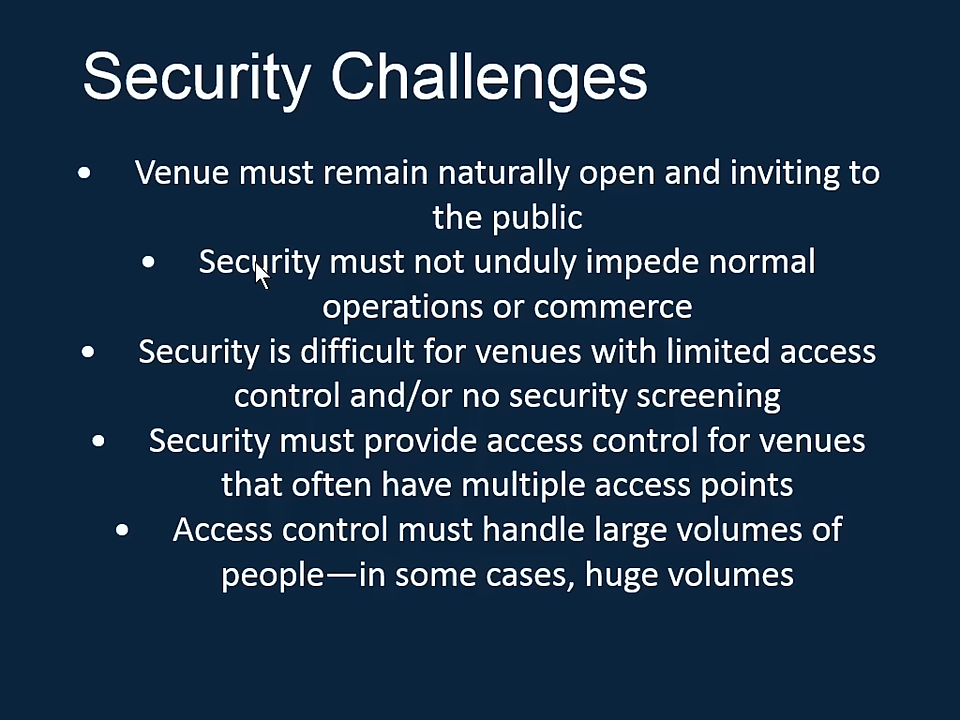 Security Challenges
• Venue must remain naturally open and inviting to
the public
• Security must not unduly impede normal
operations or commerce
• Security is difficult for venues with limited access
control and/or no security screening
• Security must provide access control for venues
that often have multiple access points
• Access control must handle large volumes of
people—in some cases, huge volumes